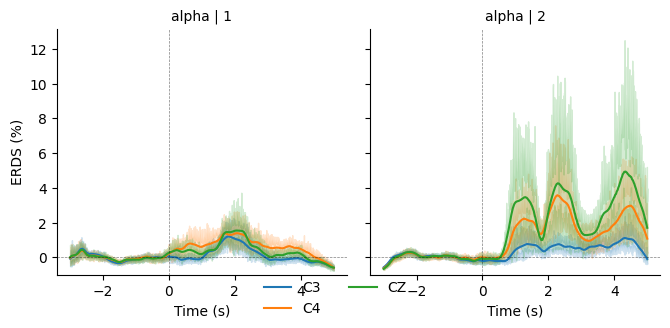 alpha | 1
alpha | 2
ERDS (%)
12
10
8
6
4
2
0
−2 0 2 4
−2 0 2 4
Time (s)
Time (s)
C3
C4
CZ